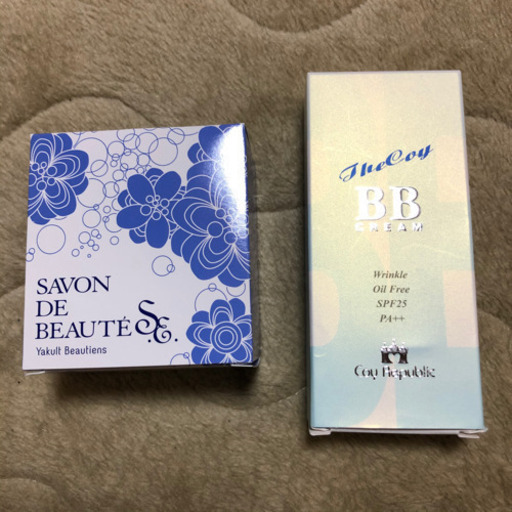 SAVON
DE
BEAUTÉ S.E.
Yakult Beautiens
The Coy
BB
CREAM
Wrinkle
Oil Free
SPF25
PA++
Coy Republic